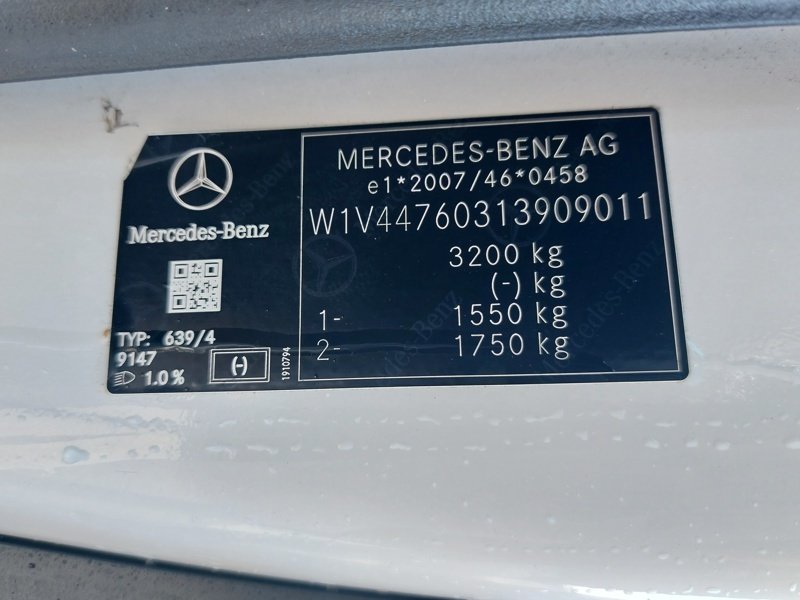 Mercedes-Benz
TYP: 639/4
9147
1.0 %
(-)
1910794
MERCEDES-BENZ AG
e1*2007/46*0458
W1V44760313909011
3200 kg
(-) kg
1- 1550 kg
2- 1750 kg